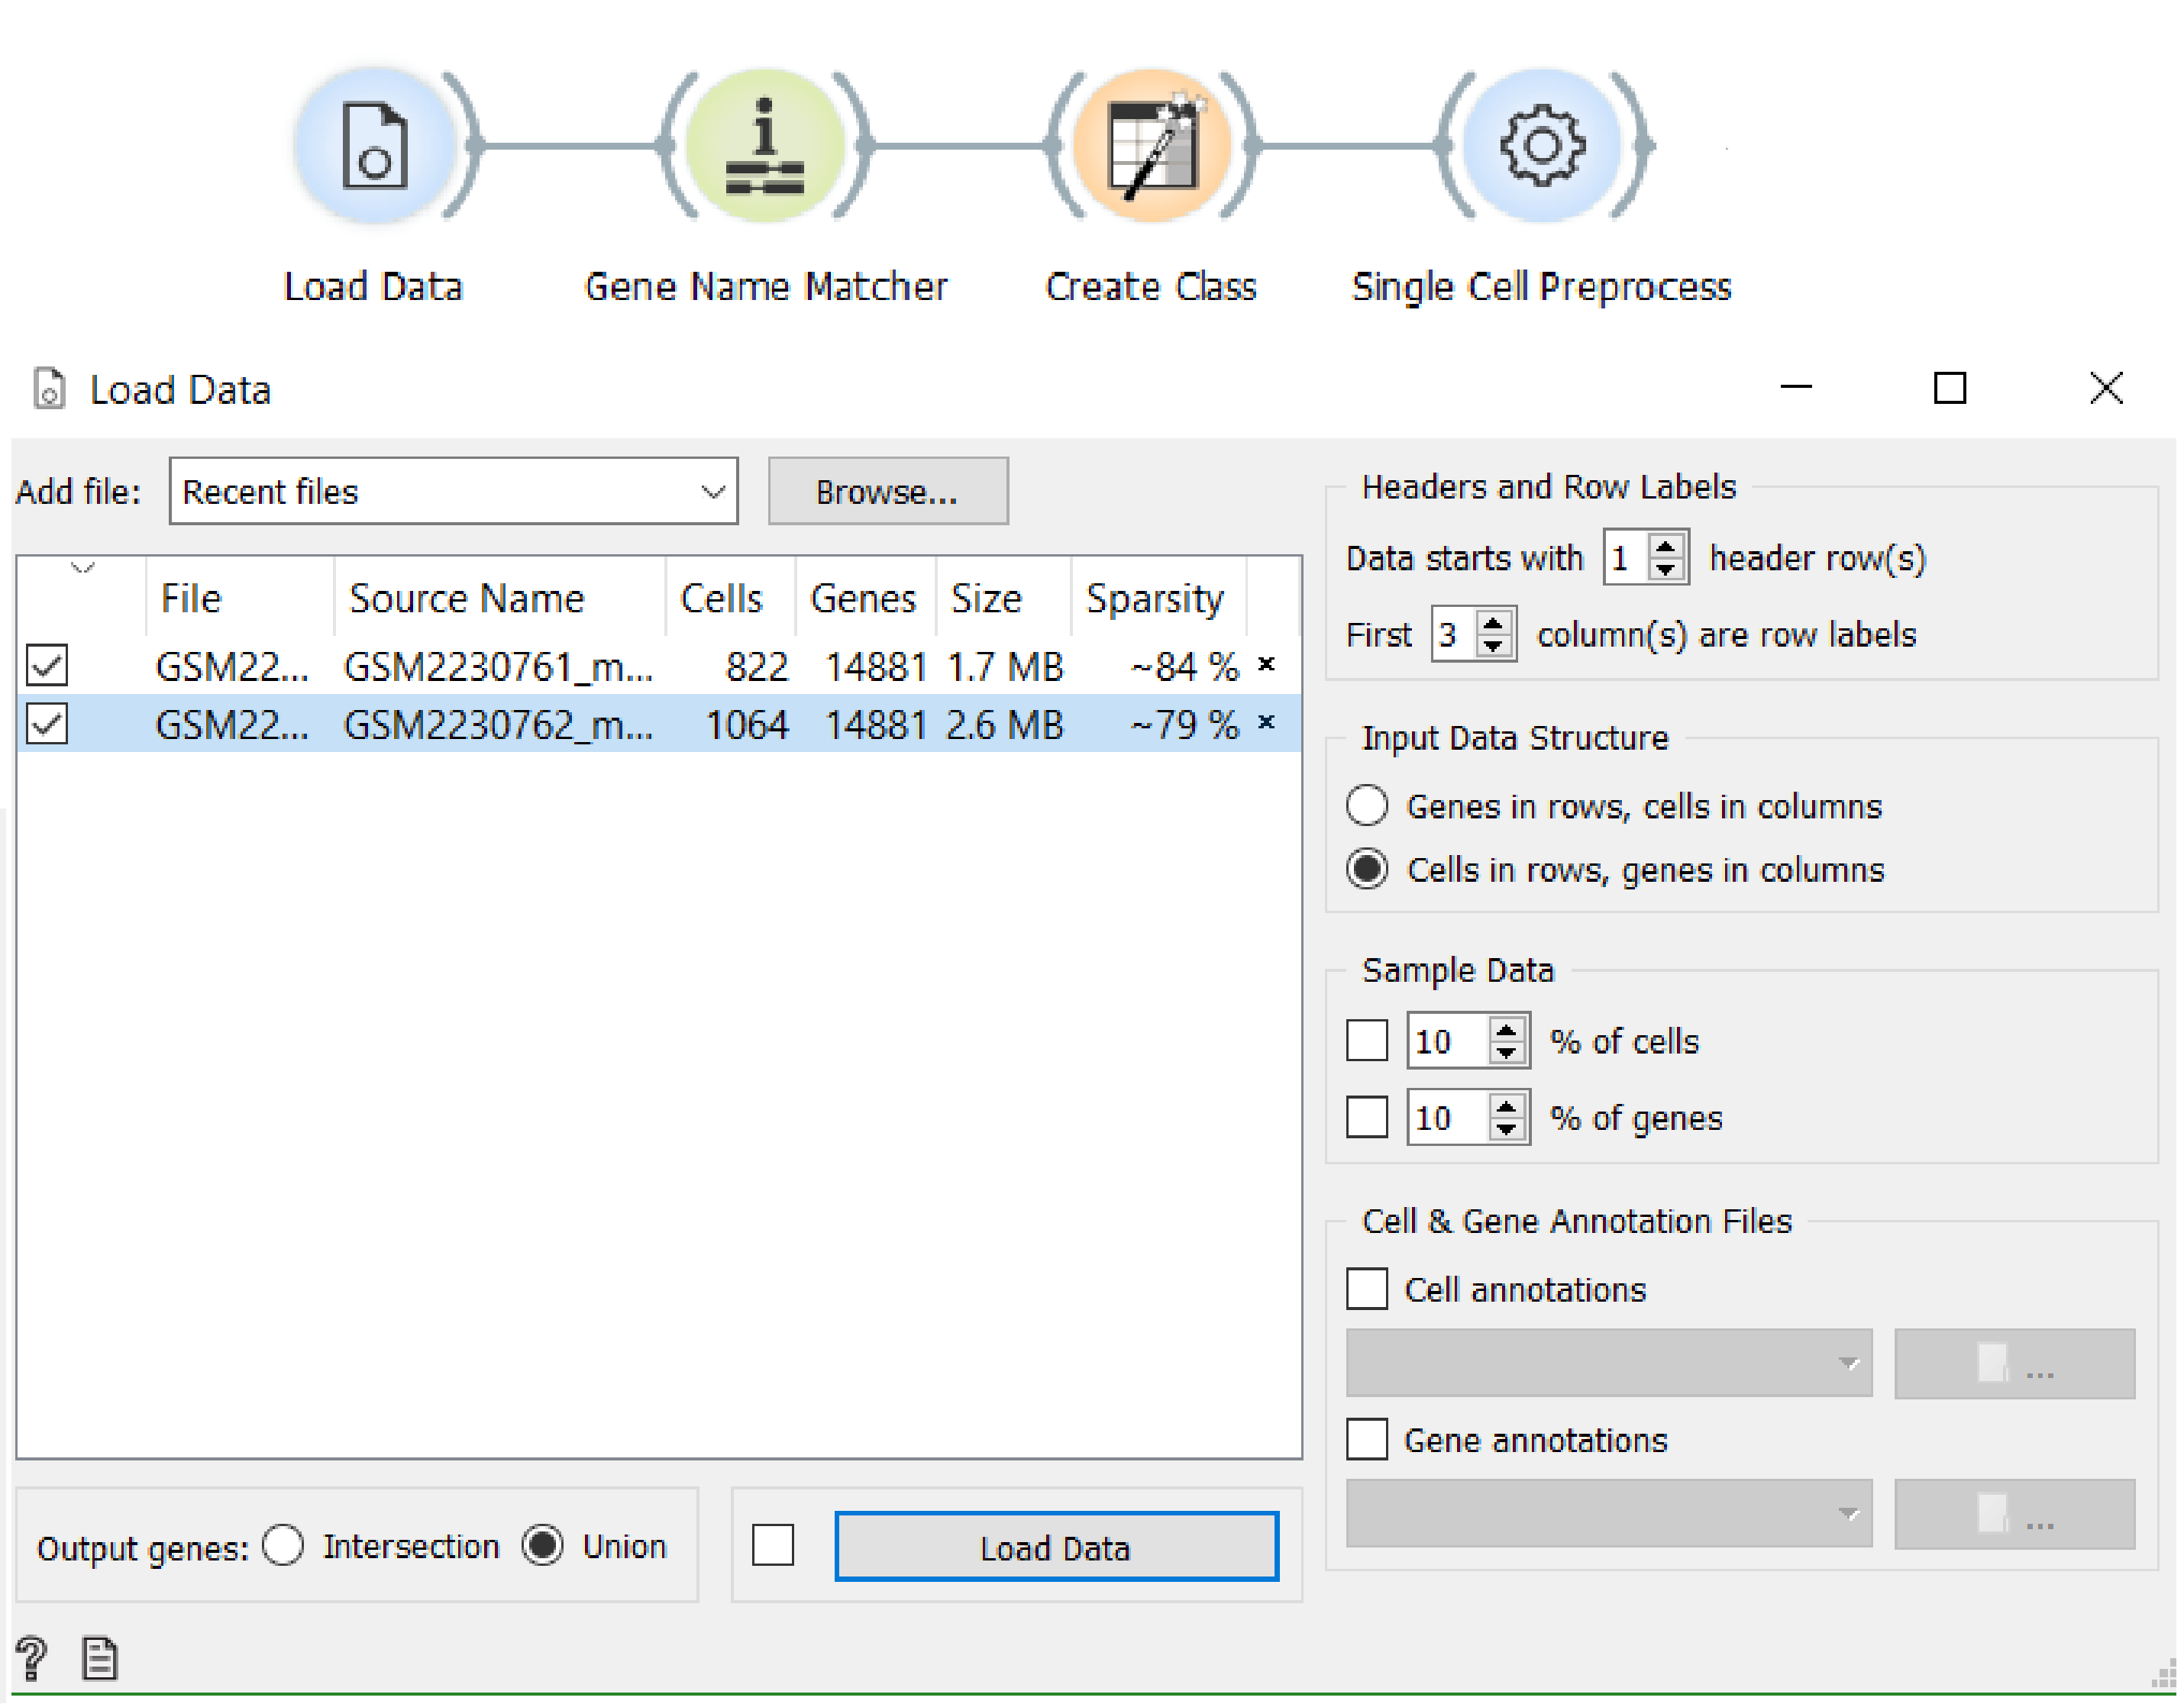 Load Data
Gene Name Matcher
Create Class
Single Cell Preprocess
Load Data
Add file: Recent files Browse...
File Source Name Cells Genes Size Sparsity
GSM22... GSM2230761_m... 822 14881 1.7 MB ~84 % ×
GSM22... GSM2230762_m... 1064 14881 2.6 MB ~79 % ×
Output genes: Intersection Union
Load Data
Headers and Row Labels
Data starts with 1 header row(s)
First 3 column(s) are row labels
Input Data Structure
Genes in rows, cells in columns
Cells in rows, genes in columns
Sample Data
10 % of cells
10 % of genes
Cell & Gene Annotation Files
Cell annotations
...
Gene annotations
...
?